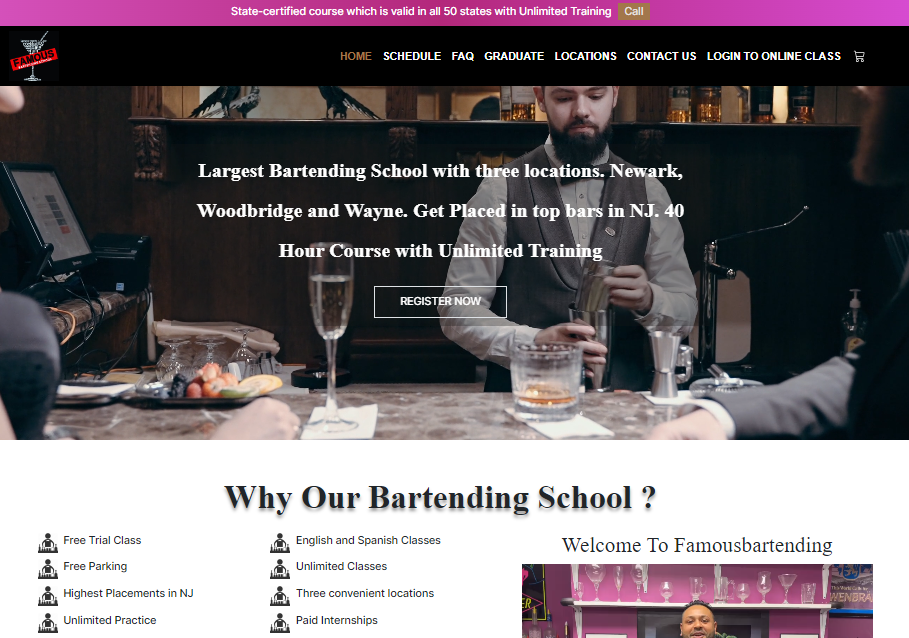 State-certified course which is valid in all 50 states with Unlimited Training Call
FAMOUS
HOME SCHEDULE FAQ GRADUATE LOCATIONS CONTACT US LOGIN TO ONLINE CLASS
Largest Bartending School with three locations. Newark,
Woodbridge and Wayne. Get Placed in top bars in NJ. 40
Hour Course with Unlimited Training
REGISTER NOW
Why Our Bartending School ?
Free Trial Class
Free Parking
Highest Placements in NJ
Unlimited Practice
English and Spanish Classes
Unlimited Classes
Three convenient locations
Paid Internships
Welcome To Famousbartending